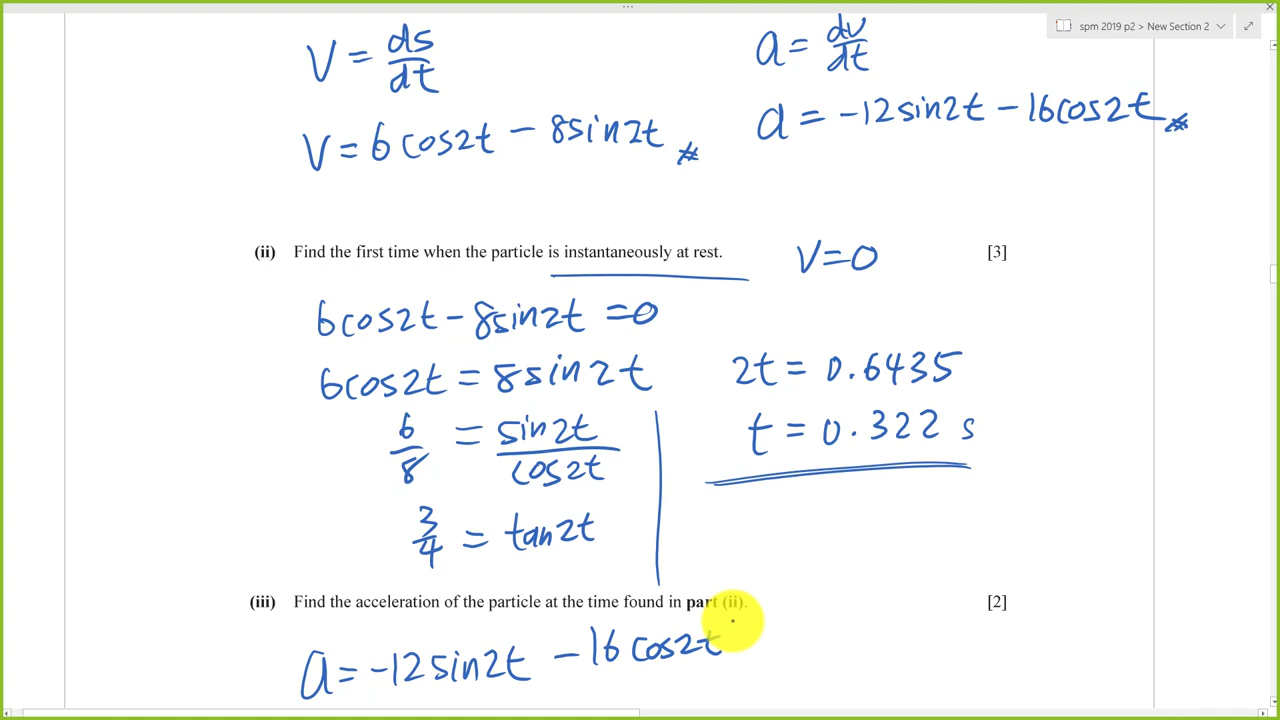 spm 2019 p2 > New Section 2
V = ds/dt
a = dv/dt
V = 6cos2t - 8sin2t
a = -12sin2t - 16cos2t
(ii) Find the first time when the particle is instantaneously at rest. [3]
V=0
6cos2t - 8sin2t = 0
6cos2t = 8sin2t
6/8 = sin2t/cos2t
3/4 = tan2t
2t = 0.6435
t = 0.322 s
(iii) Find the acceleration of the particle at the time found in part (ii). [2]
a = -12sin2t - 16cos2t